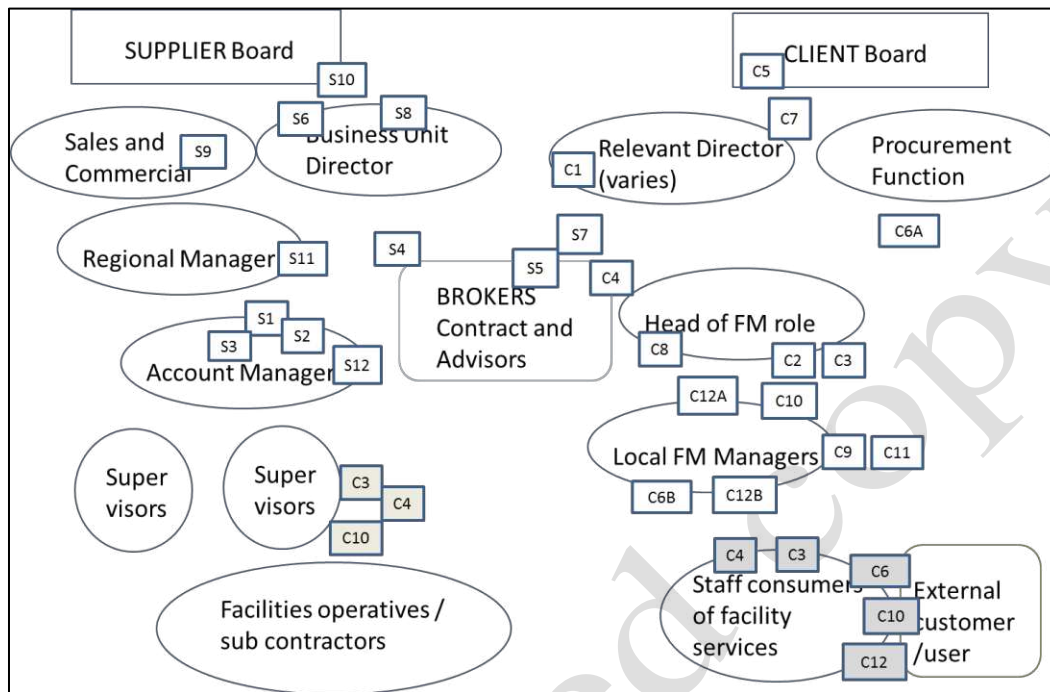 SUPPLIER Board
CLIENT Board
S10
C5
S6
S8
C7
Sales and
Commercial
S9
Business Unit
Director
C1
Relevant Director
(varies)
Procurement
Function
C6A
Regional Manager
S11
S4
S7
S5
C4
BROKERS
Contract and
Advisors
Head of FM role
C8
C2
C3
S1
S2
S3
S12
Account Manager
C12A
C10
Local FM Managers
C9
C11
C6B
C12B
Super
visors
Super
visors
C3
C4
C10
C4
C3
C6
Staff consumers
of facility
services
C10
C12
External
customer
/user
Facilities operatives /
sub contractors